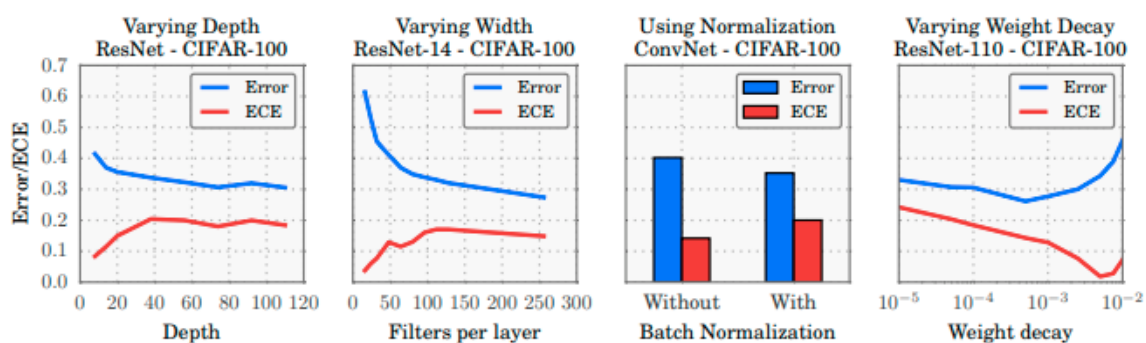 Varying Depth
ResNet - CIFAR-100
Varying Width
ResNet-14 - CIFAR-100
Using Normalization
ConvNet - CIFAR-100
Varying Weight Decay
ResNet-110 - CIFAR-100
Error/ECE
0.7
0.6
0.5
0.4
0.3
0.2
0.1
0.0
Error
ECE
0 20 40 60 80 100 120
Depth
Error
ECE
0 50 100 150 200 250 300
Filters per layer
Error
ECE
Without With
Batch Normalization
Error
ECE
10⁻⁵ 10⁻⁴ 10⁻³ 10⁻²
Weight decay